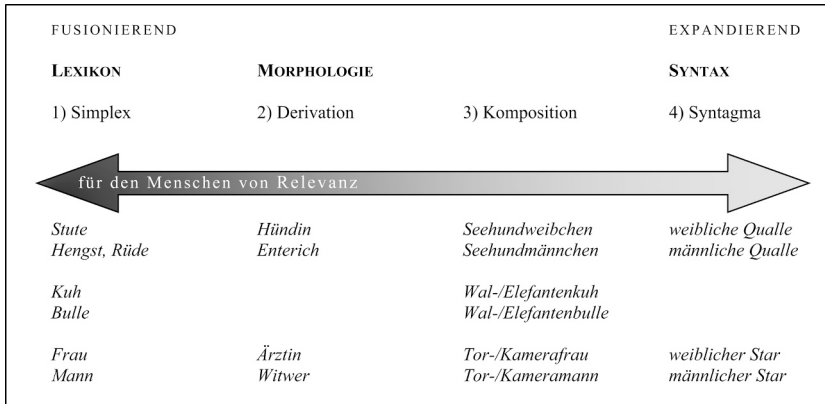 FUSIONIEREND EXPANDIEREND
LEXIKON MORPHOLOGIE SYNTAX
1) Simplex 2) Derivation 3) Komposition 4) Syntagma
für den Menschen von Relevanz
Stute Hündin Seehundweibchen weibliche Qualle
Hengst, Rüde Enterich Seehundmännchen männliche Qualle
Kuh Wal-/Elefantenkuh
Bulle Wal-/Elefantenbulle
Frau Ärztin Tor-/Kamerafrau weiblicher Star
Mann Witwer Tor-/Kameramann männlicher Star